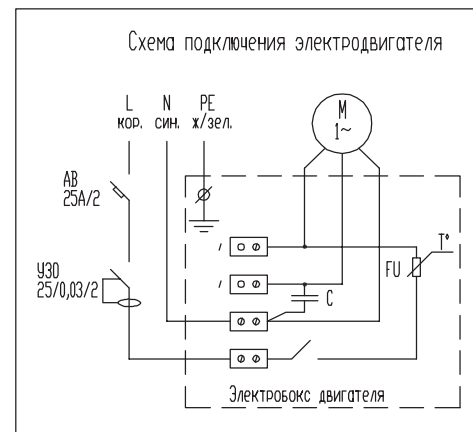 Схема подключения электродвигателя
L N PE
кор. син. ж/зел.
М
1~
АВ
25А/2
УЗО
25/0,03/2
T°
FU
C
Электробокс двигателя